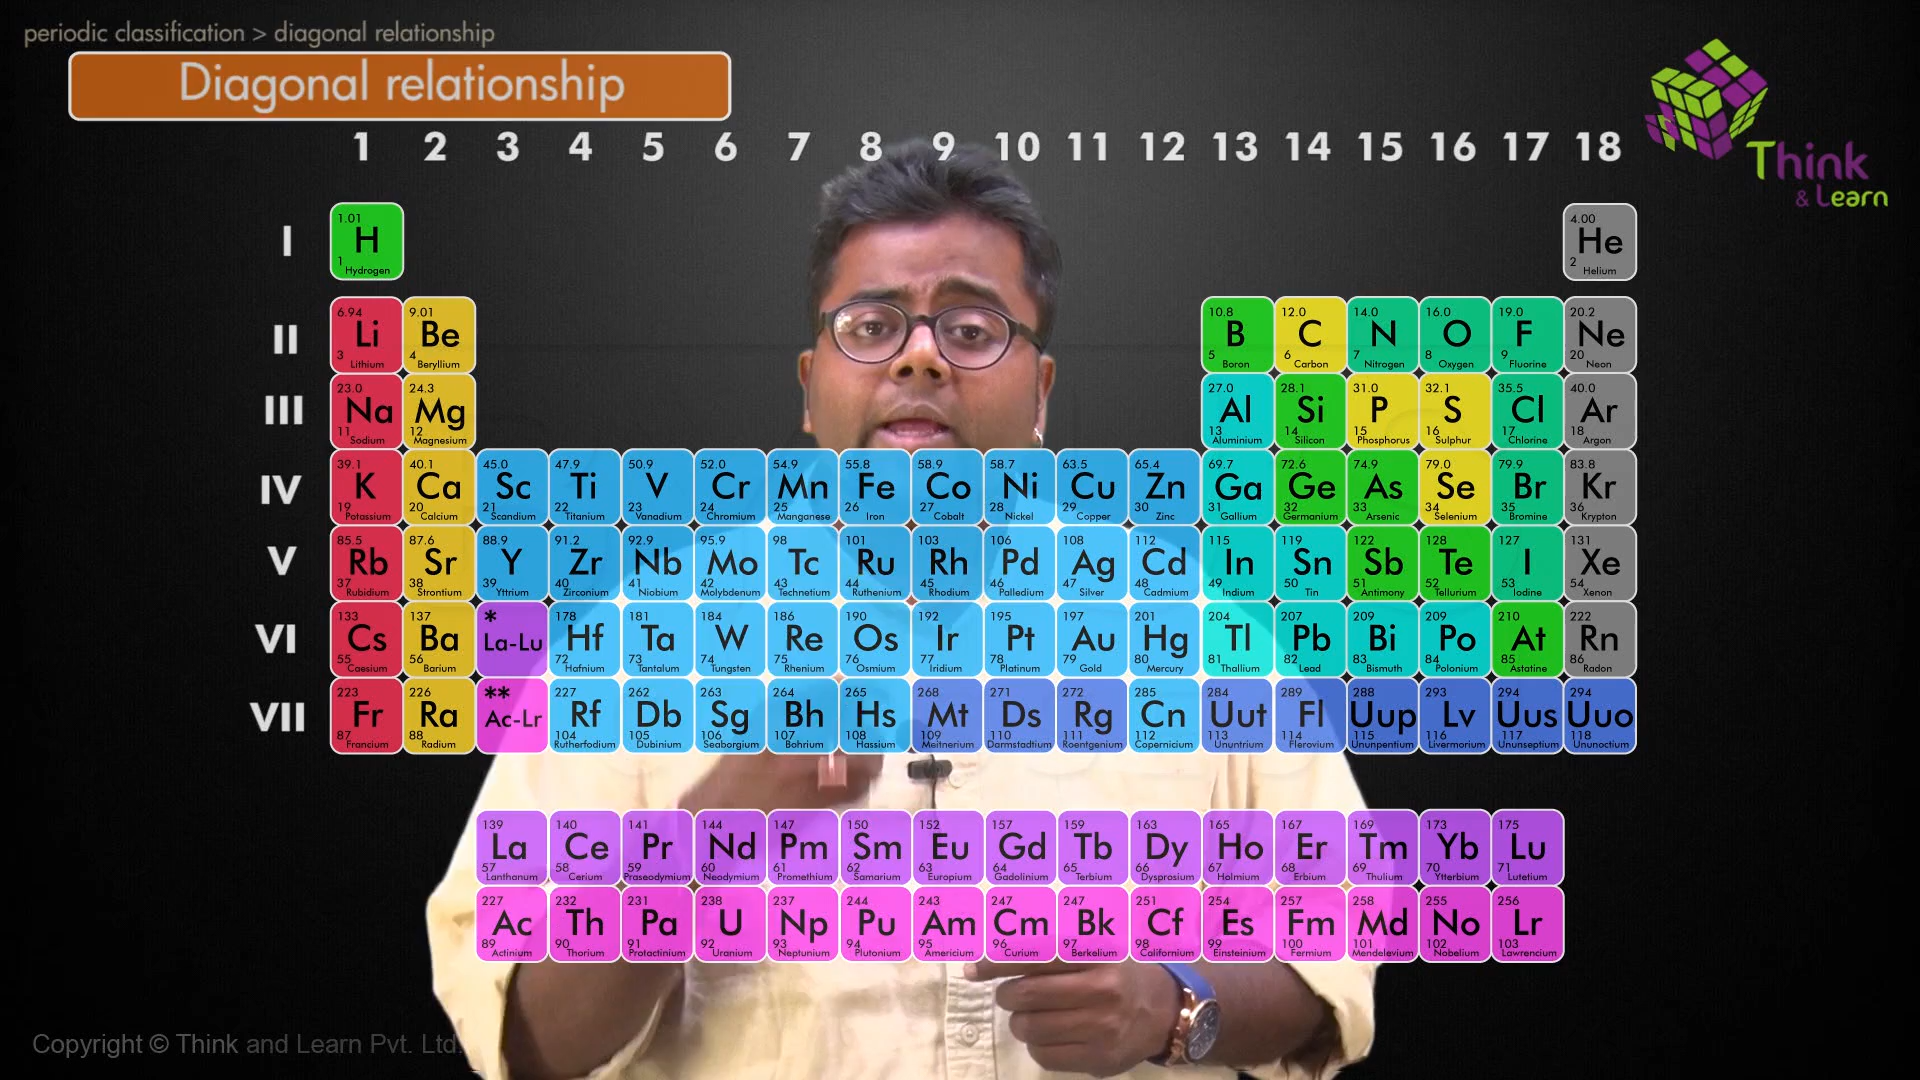 periodic classification > diagonal relationship
Diagonal relationship
Think
& Learn
1 2 3 4 5 6 7 8 9 10 11 12 13 14 15 16 17 18
I
1.01 H 1 Hydrogen
4.00 He 2 Helium
II
6.94 Li 3 Lithium
9.01 Be 4 Beryllium
10.8 B 5 Boron
12.0 C 6 Carbon
14.0 N 7 Nitrogen
16.0 O 8 Oxygen
19.0 F 9 Fluorine
20.2 Ne 20 Neon
III
23.0 Na 11 Sodium
24.3 Mg 12 Magnesium
27.0 Al 13 Aluminium
28.1 Si 14 Silicon
31.0 P 15 Phosphorus
32.1 S 16 Sulphur
35.5 Cl 17 Chlorine
40.0 Ar 18 Argon
IV
39.1 K 19 Potassium
40.1 Ca 20 Calcium
45.0 Sc 21 Scandium
47.9 Ti 22 Titanium
50.9 V 23 Vanadium
52.0 Cr 24 Chromium
54.9 Mn 25 Manganese
55.8 Fe 26 Iron
58.9 Co 27 Cobalt
58.7 Ni 28 Nickel
63.5 Cu 29 Copper
65.4 Zn 30 Zinc
69.7 Ga 31 Gallium
72.6 Ge 32 Germanium
74.9 As 33 Arsenic
79.0 Se 34 Selenium
79.9 Br 35 Bromine
83.8 Kr 36 Krypton
V
85.5 Rb 37 Rubidium
87.6 Sr 38 Strontium
88.9 Y 39 Yttrium
91.2 Zr 40 Zirconium
92.9 Nb 41 Niobium
95.9 Mo 42 Molybdenum
98 Tc 43 Technetium
101 Ru 44 Ruthenium
103 Rh 45 Rhodium
106 Pd 46 Palledium
108 Ag 47 Silver
112 Cd 48 Cadmium
115 In 49 Indium
119 Sn 50 Tin
122 Sb 51 Antimony
128 Te 52 Tellurium
127 I 53 Iodine
131 Xe 54 Xenon
VI
133 Cs 55 Caesium
137 Ba 56 Barium
* La-Lu
178 Hf 72 Hafnium
181 Ta 73 Tantalum
184 W 74 Tungsten
186 Re 75 Rhenium
190 Os 76 Osmium
192 Ir 77 Iridium
195 Pt 78 Platinum
197 Au 79 Gold
201 Hg 80 Mercury
204 Tl 81 Thallium
207 Pb 82 Lead
209 Bi 83 Bismuth
209 Po 84 Polonium
210 At 85 Astatine
222 Rn 86 Radon
VII
223 Fr 87 Francium
226 Ra 88 Radium
** Ac-Lr
227 Rf 104 Rutherfodium
262 Db 105 Dubinium
263 Sg 106 Seaborgium
264 Bh 107 Bohrium
265 Hs 108 Hassium
268 Mt 109 Meitnerium
271 Ds 110 Darmstadtium
272 Rg 111 Roentgenium
285 Cn 112 Copernicium
284 Uut 113 Ununtrium
289 Fl 114 Flerovium
288 Uup 115 Ununpentium
293 Lv 116 Livermorium
294 Uus 117 Ununseptium
294 Uuo 118 Ununoctium
139 La 57 Lanthanum
140 Ce 58 Cerium
141 Pr 59 Praseodymium
144 Nd 60 Neodymium
147 Pm 61 Promethium
150 Sm 62 Samarium
152 Eu 63 Europium
157 Gd 64 Gadolinium
159 Tb 65 Terbium
163 Dy 66 Dysprosium
165 Ho 67 Holmium
167 Er 68 Erbium
169 Tm 69 Thulium
173 Yb 70 Ytterbium
175 Lu 71 Lutetium
227 Ac 89 Actinium
232 Th 90 Thorium
231 Pa 91 Protactinium
238 U 92 Uranium
237 Np 93 Neptunium
244 Pu 94 Plutonium
243 Am 95 Americium
247 Cm 96 Curium
247 Bk 97 Berkelium
251 Cf 98 Californium
254 Es 99 Einsteinium
257 Fm 100 Fermium
258 Md 101 Mendelevium
255 No 102 Nobelium
256 Lr 103 Lawrencium
Copyright © Think and Learn Pvt. Ltd.